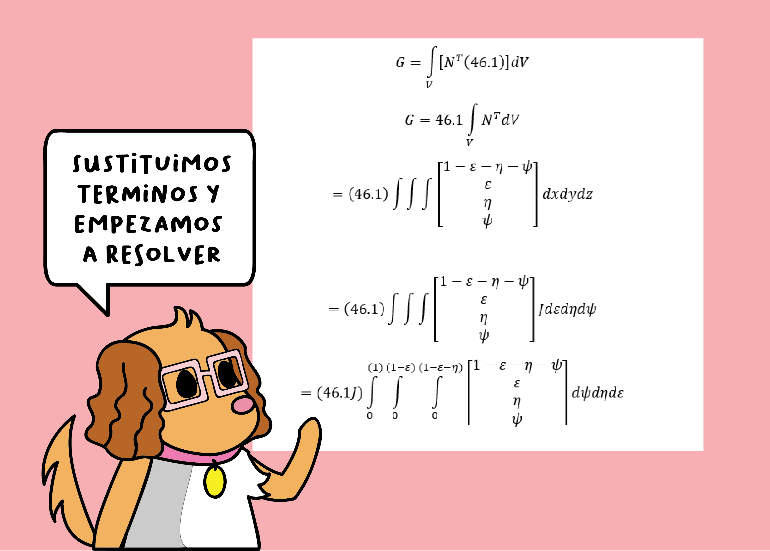 SUSTITUIMOS
TERMINOS Y
EMPEZAMOS
A RESOLVER
G = ∫_V [N^T(46.1)]dV
G = 46.1 ∫_V N^T dV
= (46.1) ∫ ∫ ∫ [1 − ε − η − ψ; ε; η; ψ] dxdydz
= (46.1) ∫ ∫ ∫ [1 − ε − η − ψ; ε; η; ψ] Jdεdηdψ
= (46.1J) ∫_0^(1) ∫_0^(1−ε) ∫_0^(1−ε−η) [1 ε η ψ; ε; η; ψ] dψdηdε